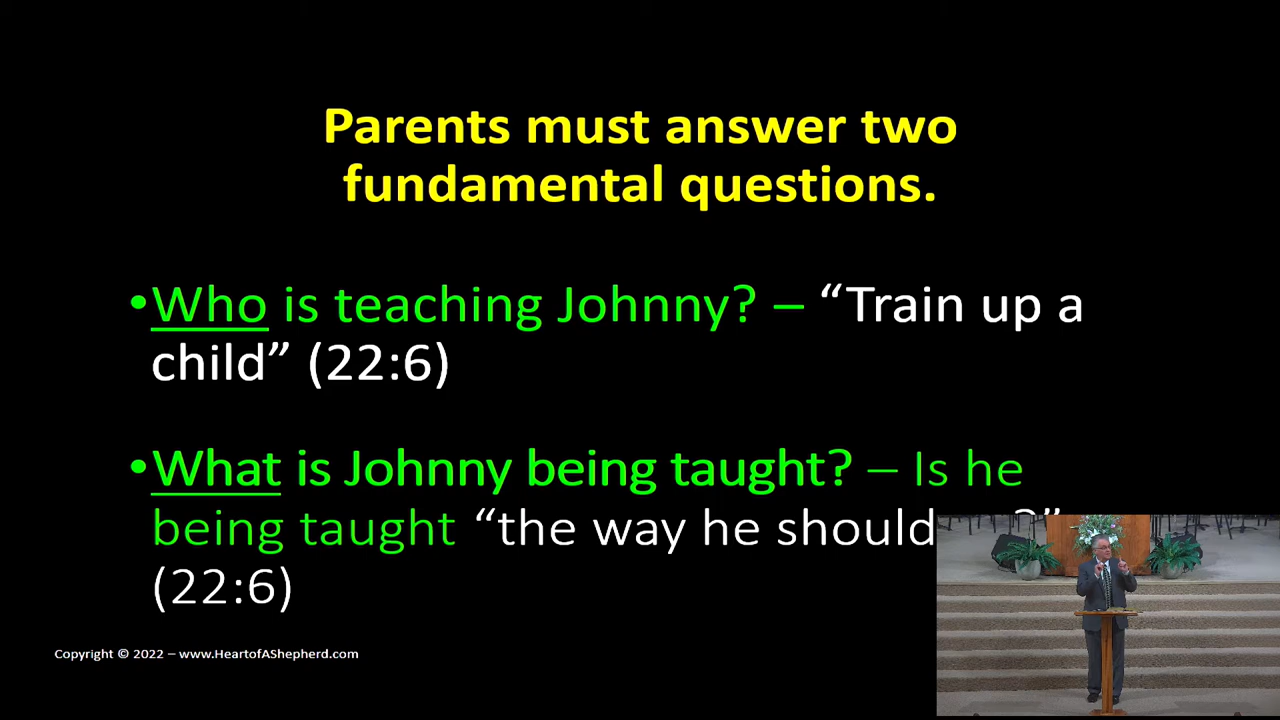 Parents must answer two
fundamental questions.
•Who is teaching Johnny? – “Train up a
child” (22:6)
•What is Johnny being taught? – Is he
being taught “the way he should ?”
(22:6)
Copyright © 2022 – www.HeartofAShepherd.com